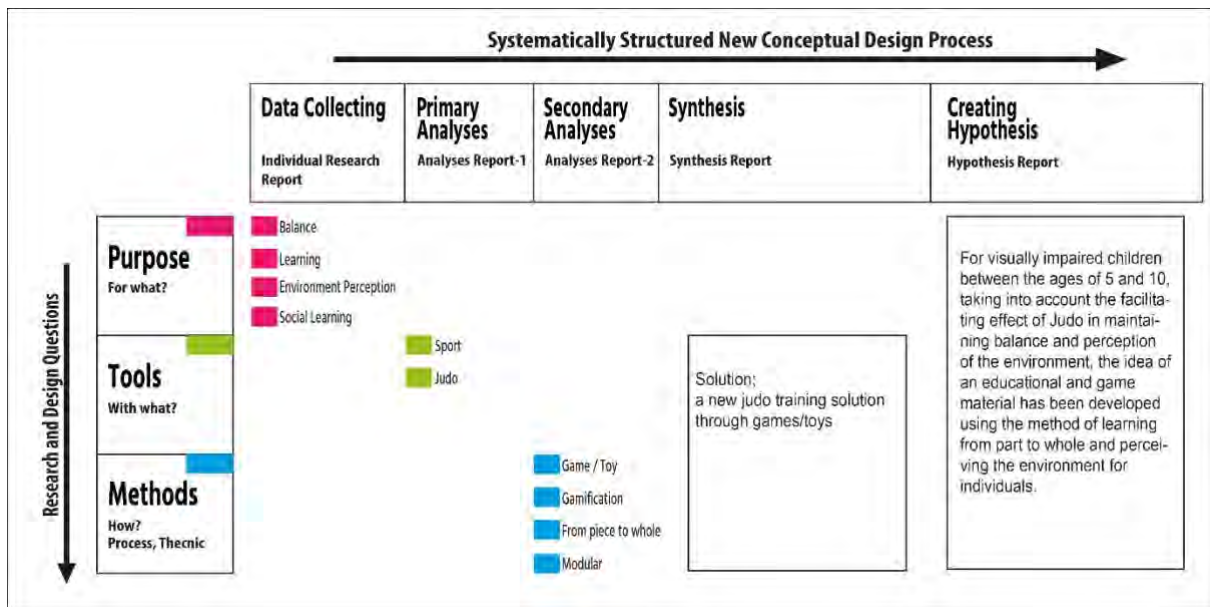 Systematically Structured New Conceptual Design Process
Data Collecting
Individual Research
Report
Primary
Analyses
Analyses Report-1
Secondary
Analyses
Analyses Report-2
Synthesis
Synthesis Report
Creating
Hypothesis
Hypothesis Report
Research and Design Questions
Purpose
For what?
Balance
Learning
Environment Perception
Social Learning
Tools
With what?
Sport
Judo
Methods
How?
Process, Thecnic
Game / Toy
Gamification
From piece to whole
Modular
Solution;
a new judo training solution
through games/toys
For visually impaired children
between the ages of 5 and 10,
taking into account the facilita-
ting effect of Judo in maintai-
ning balance and perception
of the environment, the idea of
an educational and game
material has been developed
using the method of learning
from part to whole and percei-
ving the environment for
individuals.